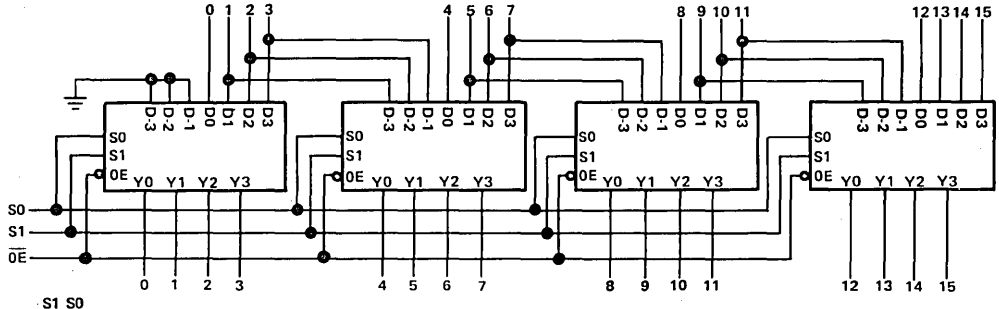 0 1 2 3 4 5 6 7 8 9 10 11 12 13 14 15
D-3 D-2 D-1 D0 D1 D2 D3 D-3 D-2 D-1 D0 D1 D2 D3 D-3 D-2 D-1 D0 D1 D2 D3 D-3 D-2 D-1 D0 D1 D2 D3
S0 S0 S0 S0
S1 S1 S1 S1
OE OE OE OE
Y0 Y1 Y2 Y3 Y0 Y1 Y2 Y3 Y0 Y1 Y2 Y3 Y0 Y1 Y2 Y3
S0
S1
O̅E̅
0 1 2 3 4 5 6 7 8 9 10 11 12 13 14 15
S1 S0